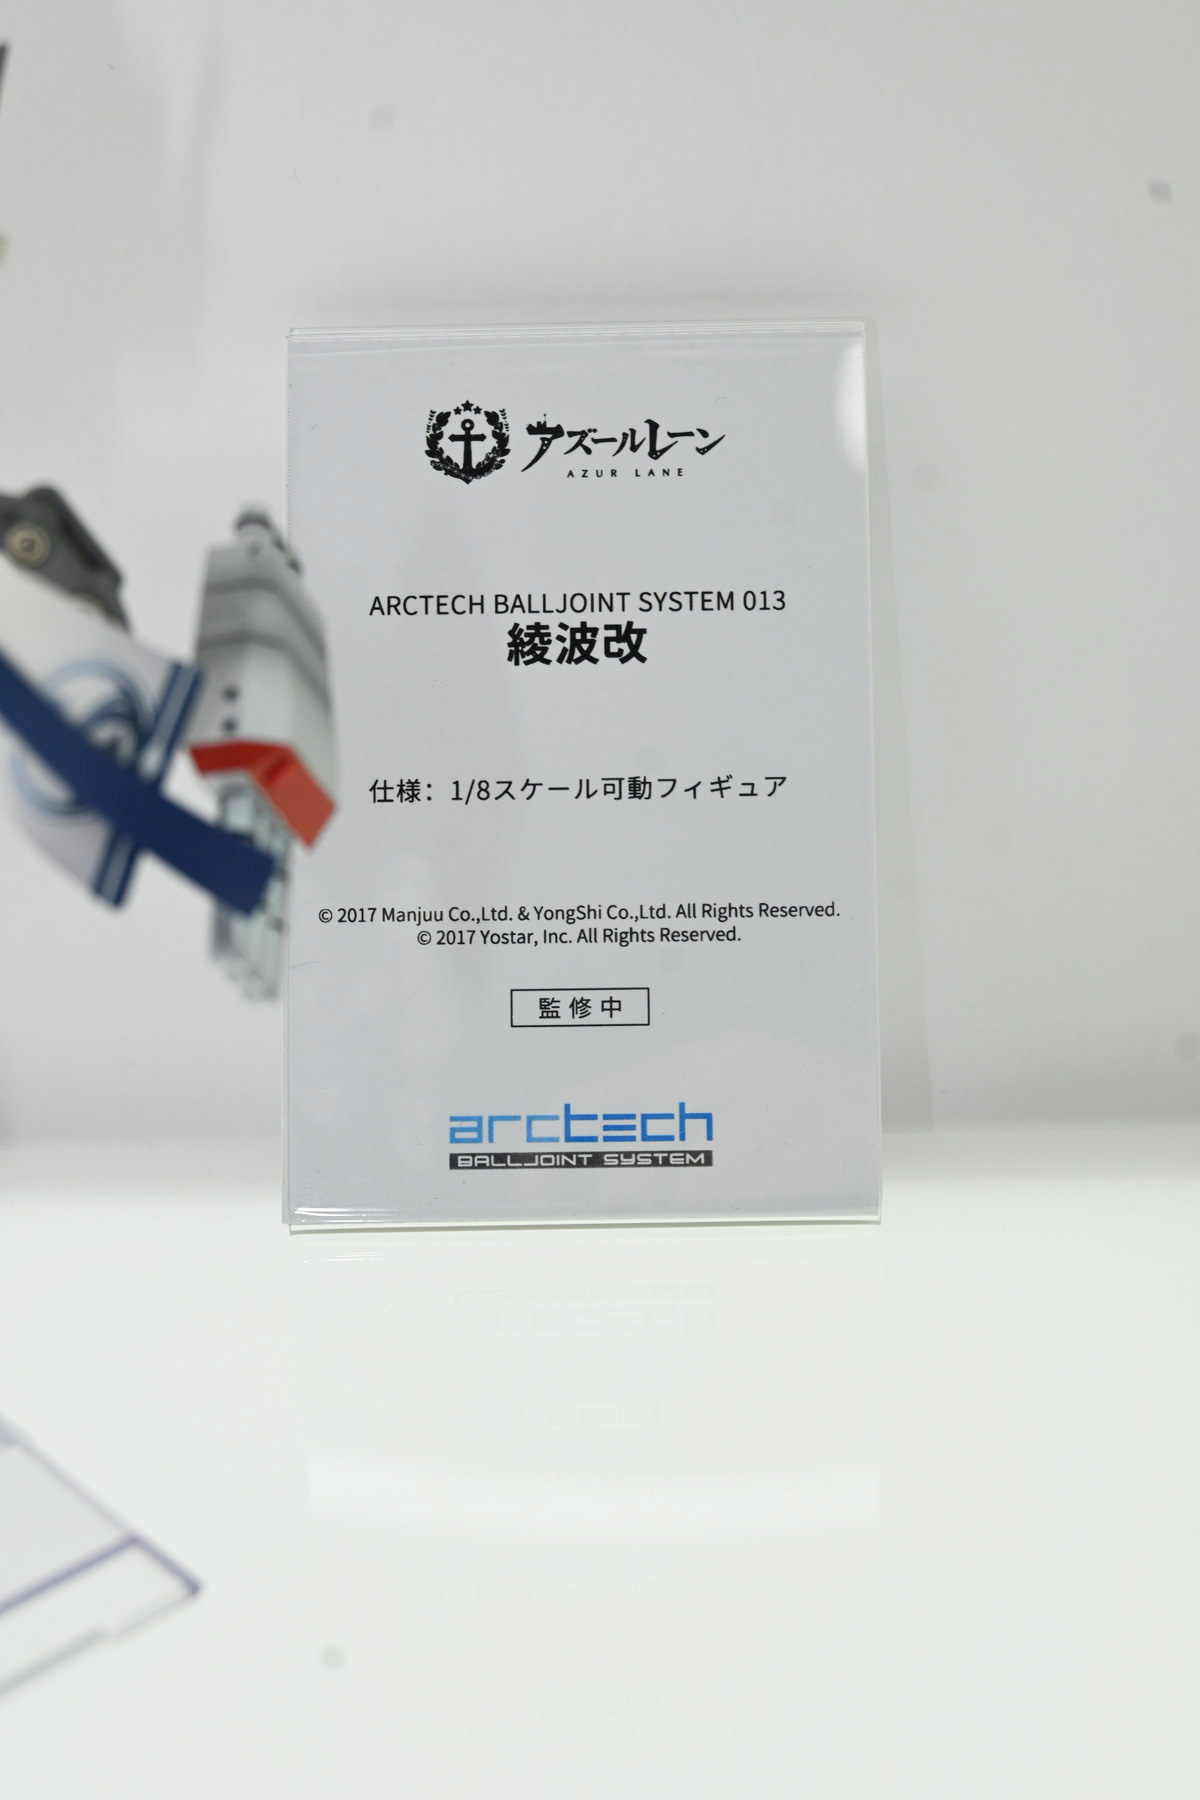 アズールレーン
AZUR LANE
ARCTECH BALLJOINT SYSTEM 013
綾波改
仕様：1/8スケール可動フィギュア
© 2017 Manjuu Co.,Ltd. & YongShi Co.,Ltd. All Rights Reserved.
© 2017 Yostar, Inc. All Rights Reserved.
監修中
arctech
BALLJOINT SYSTEM